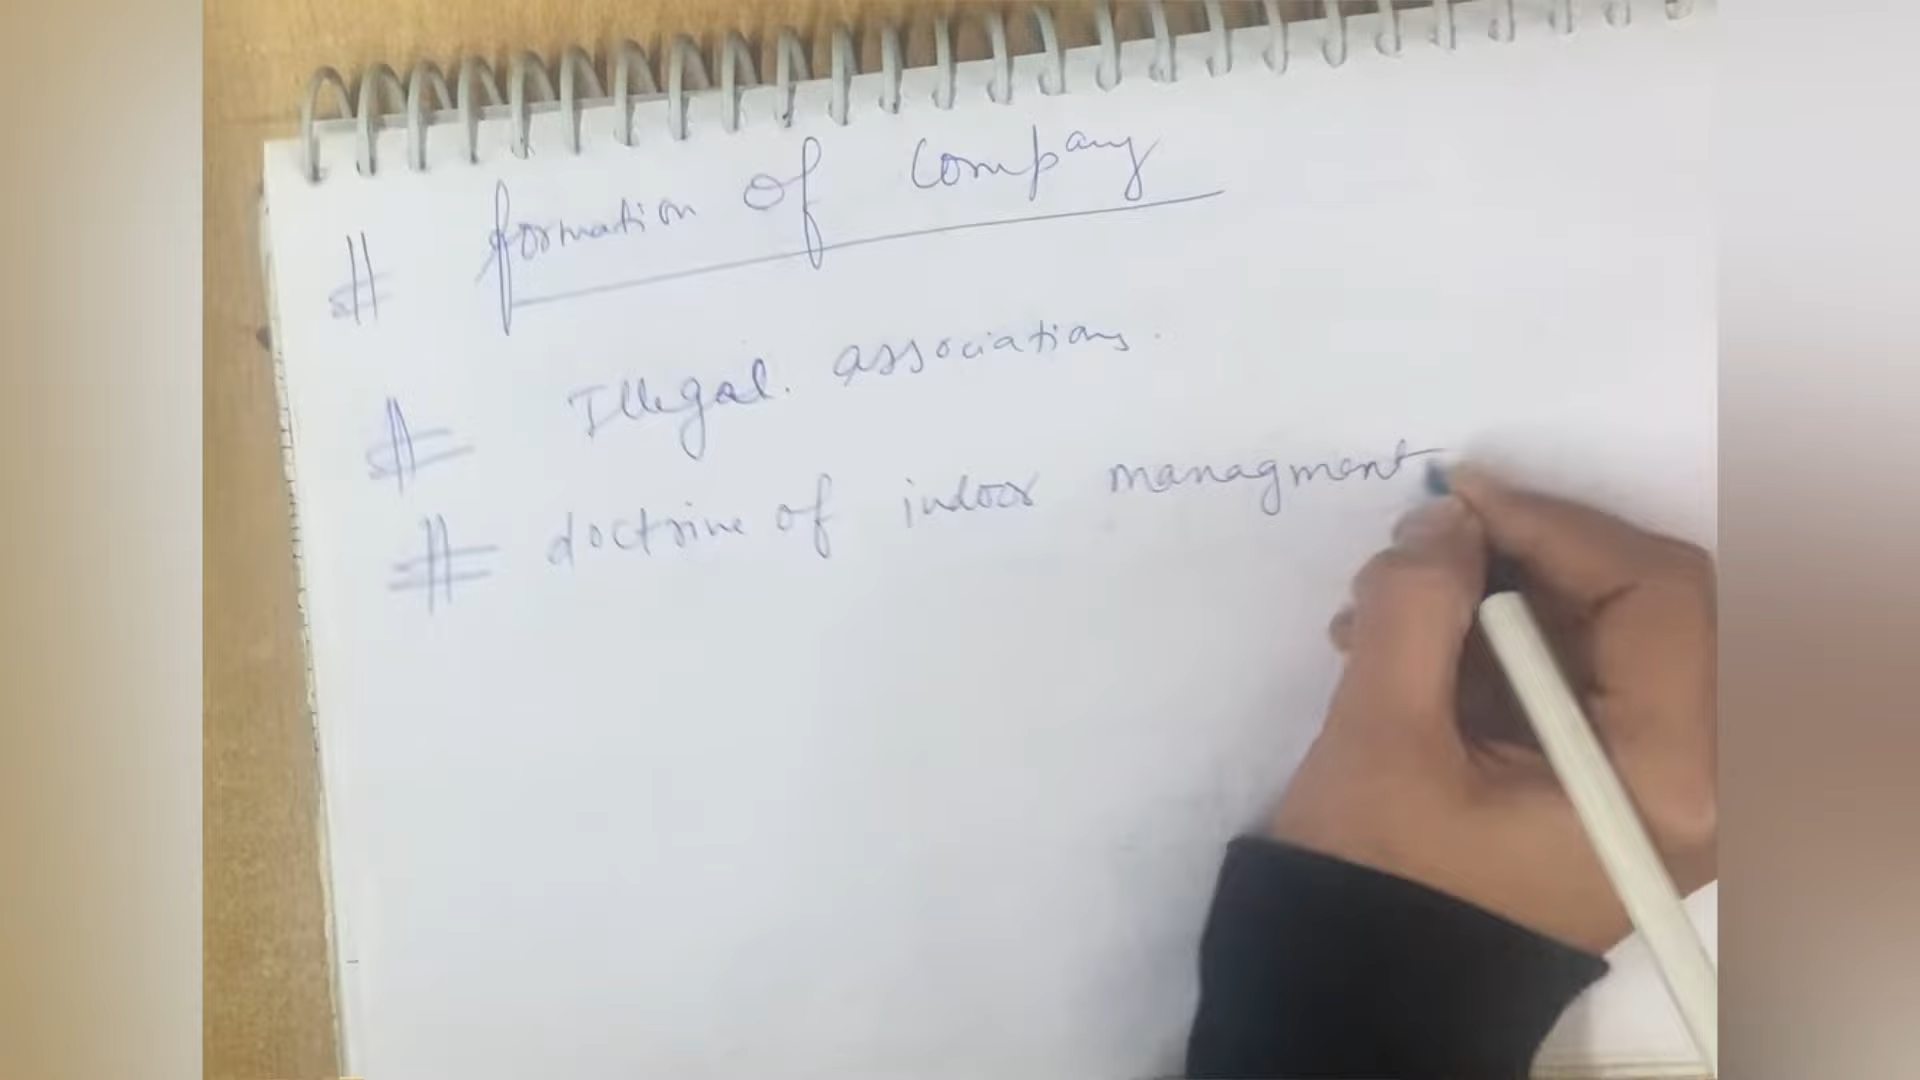 # formation of Company
# Illegal. associations.
# doctrine of indoor managment